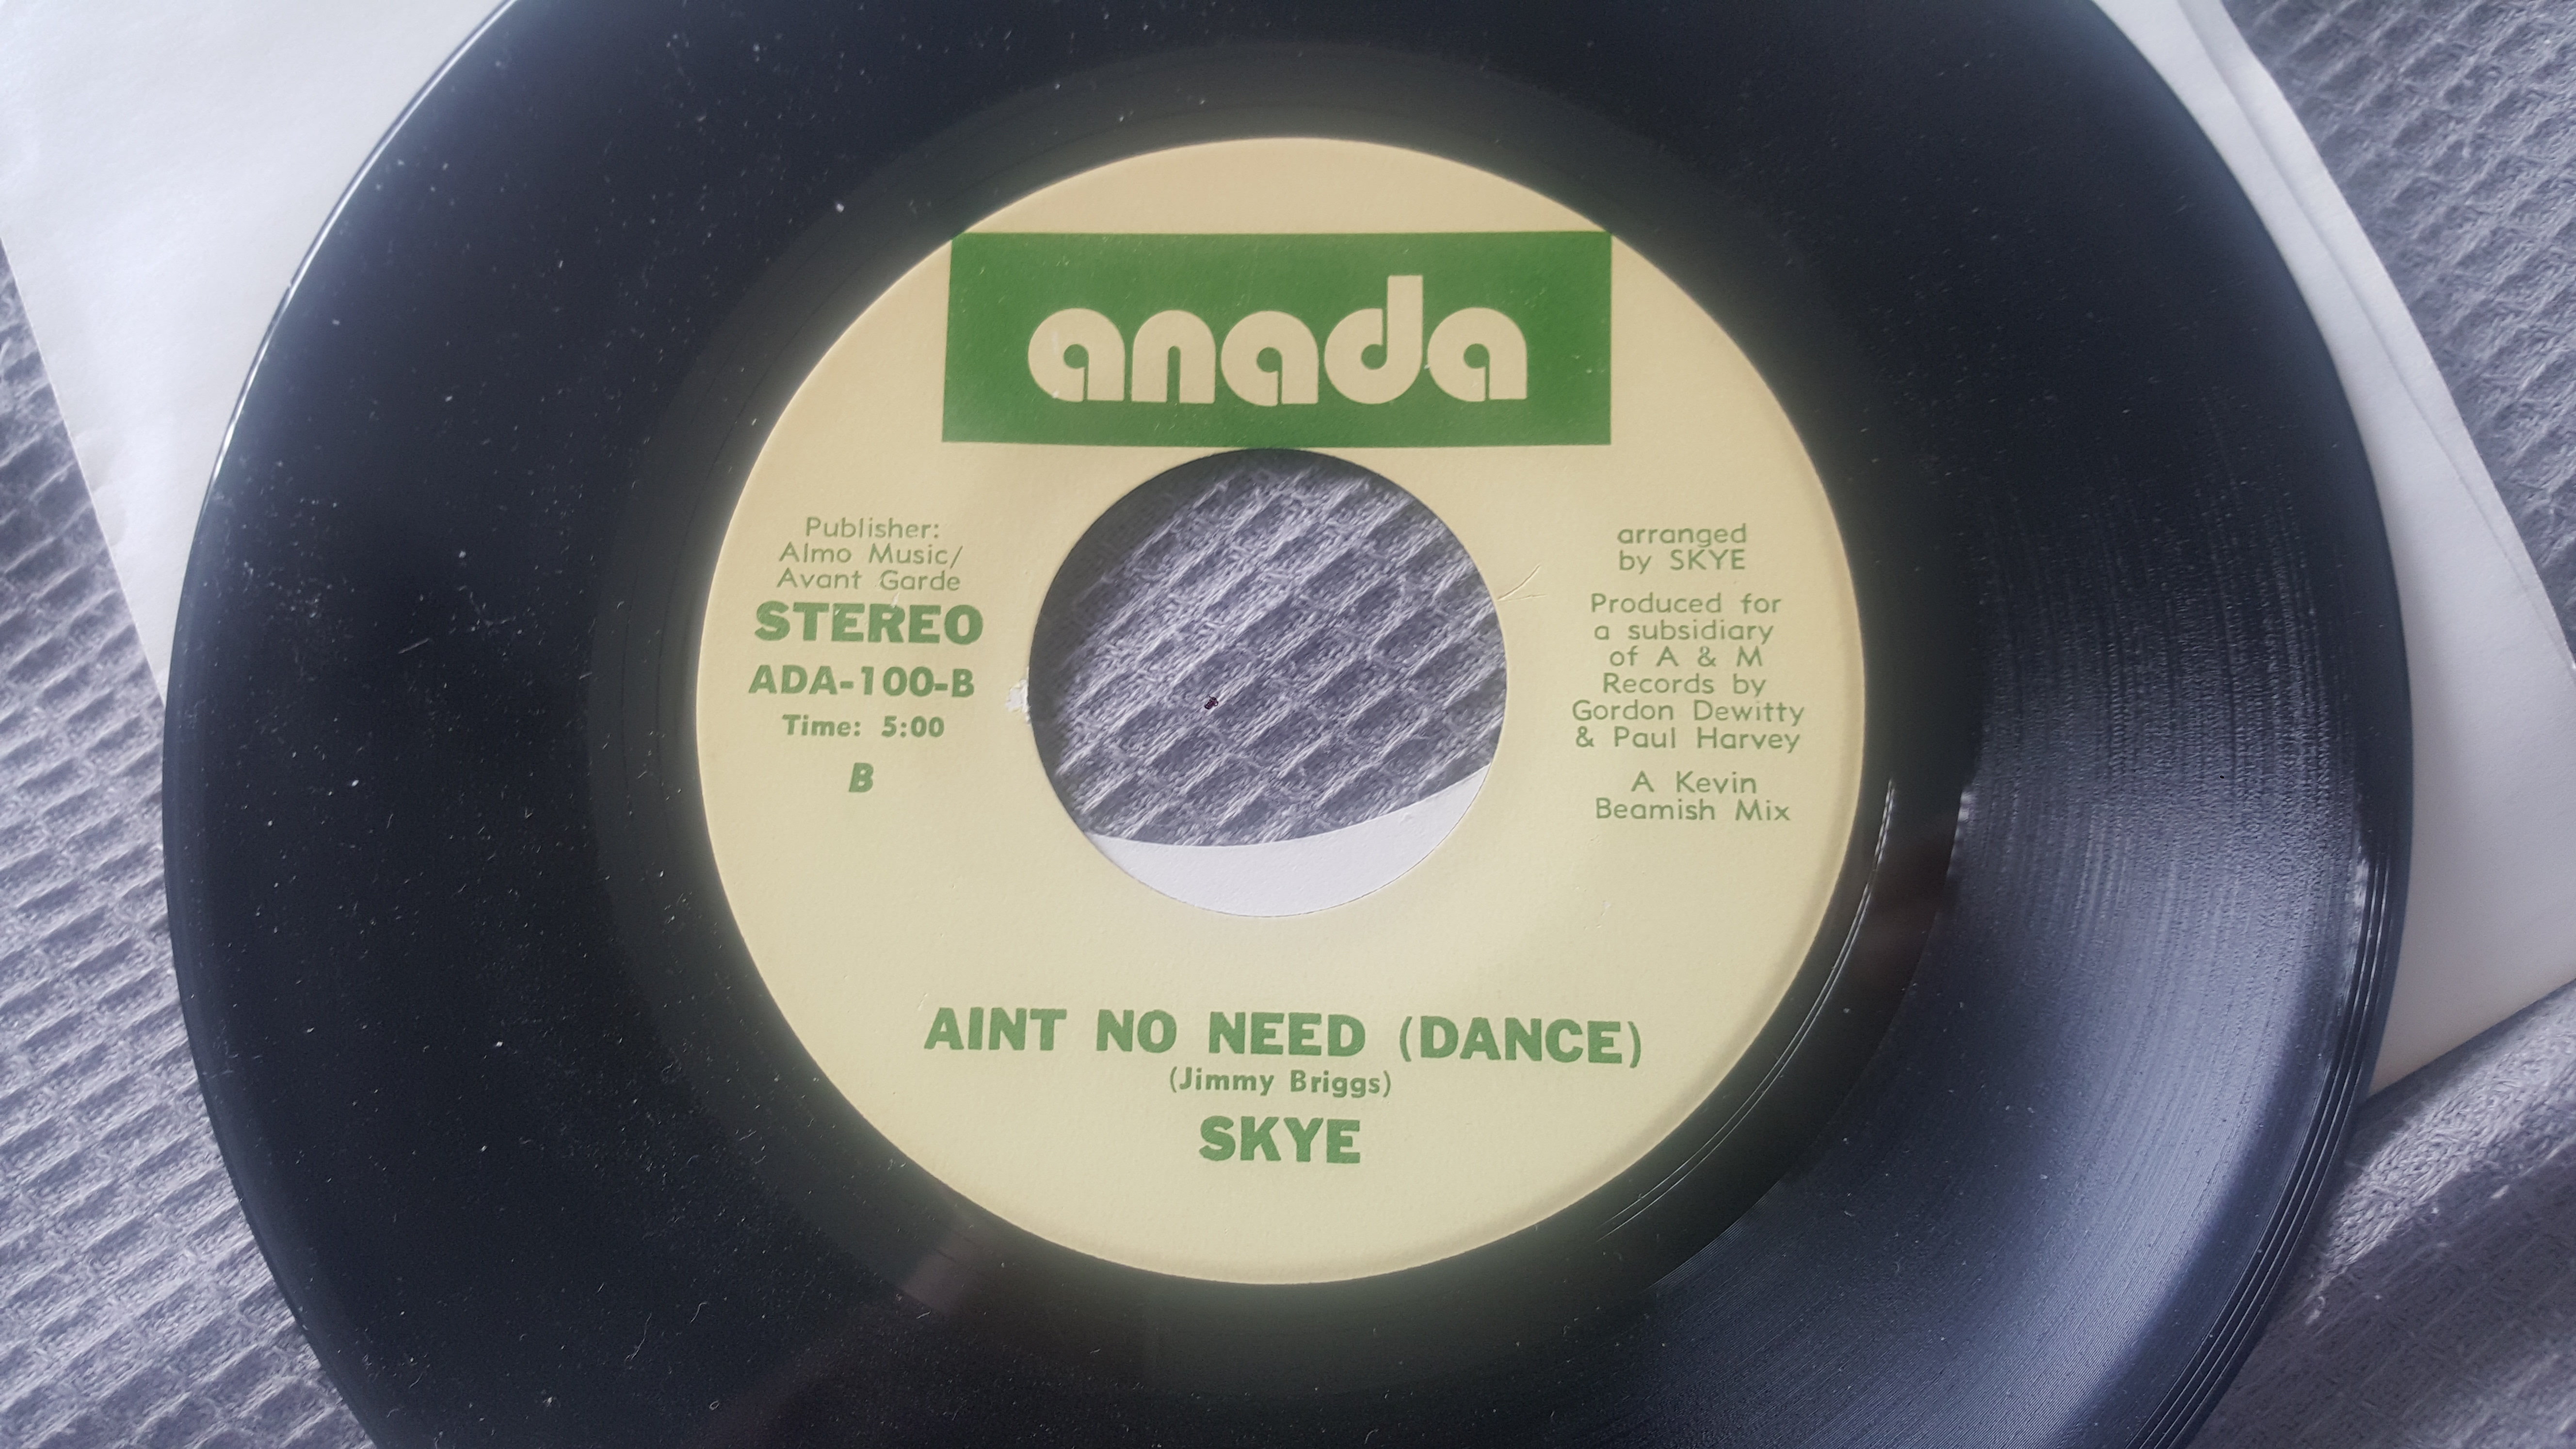 anada
Publisher:
Almo Music/
Avant Garde
STEREO
ADA-100-B
Time: 5:00
B
arranged
by SKYE
Produced for
a subsidiary
of A & M
Records by
Gordon Dewitty
& Paul Harvey
A Kevin
Beamish Mix
AINT NO NEED (DANCE)
(Jimmy Briggs)
SKYE